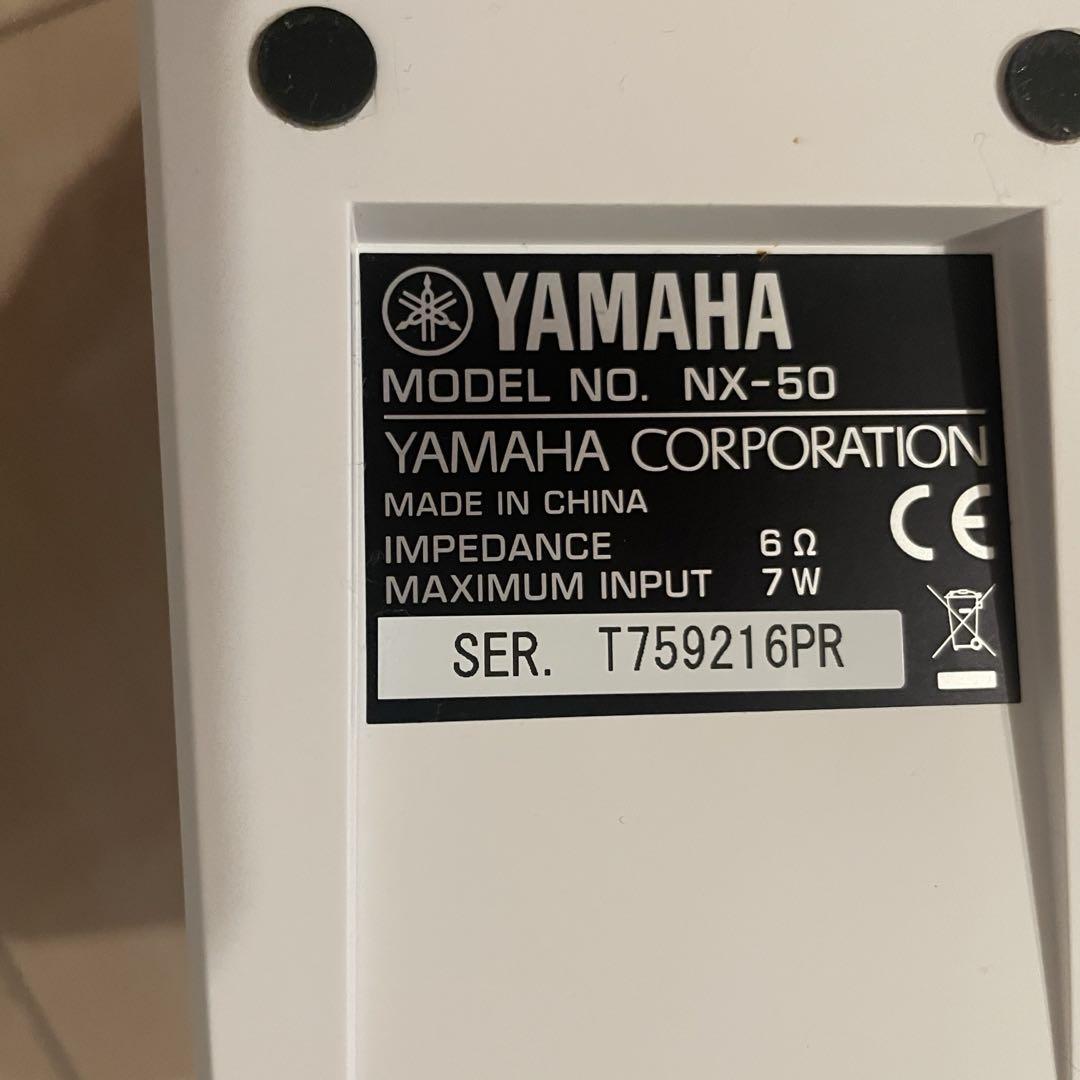 YAMAHA
MODEL NO. NX-50
YAMAHA CORPORATION
MADE IN CHINA
CE
IMPEDANCE 6 Ω
MAXIMUM INPUT 7 W
SER. T759216PR